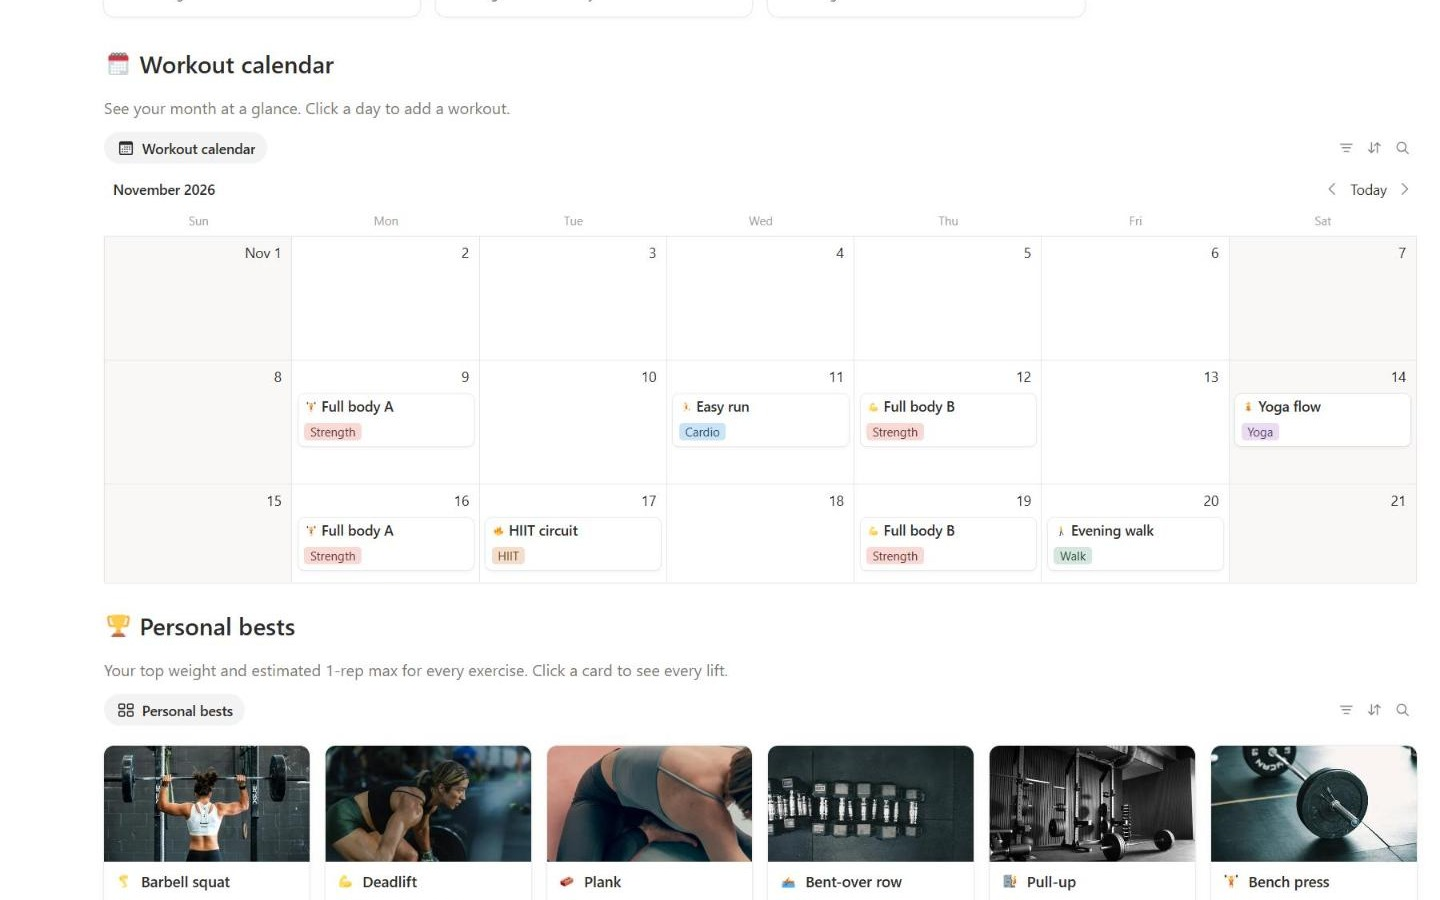 Workout calendar
See your month at a glance. Click a day to add a workout.
Workout calendar
November 2026
Today
Sun Mon Tue Wed Thu Fri Sat
Nov 1 2 3 4 5 6 7
8 9 10 11 12 13 14
Full body A Easy run Full body B Yoga flow
Strength Cardio Strength Yoga
15 16 17 18 19 20 21
Full body A HIIT circuit Full body B Evening walk
Strength HIIT Strength Walk
Personal bests
Your top weight and estimated 1-rep max for every exercise. Click a card to see every lift.
Personal bests
Barbell squat Deadlift Plank Bent-over row Pull-up Bench press